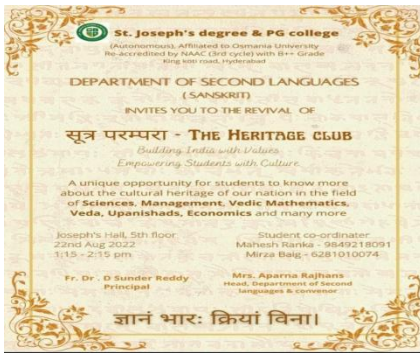 St. Joseph's degree & PG college
(Autonomous), Affiliated to Osmania University
Re-accredited by NAAC (3rd cycle) with B++ Grade
King koti road, Hyderabad
DEPARTMENT OF SECOND LANGUAGES
( SANSKRIT)
INVITES YOU TO THE REVIVAL OF
सूत्र परम्परा - THE HERITAGE CLUB
Building India with Values
Empowering Students with Culture
A unique opportunity for students to know more
about the cultural heritage of our nation in the field
of Sciences, Management, Vedic Mathematics,
Veda, Upanishads, Economics and many more
Joseph's Hall, 5th floor
22nd Aug 2022
1:15 - 2:15 pm
Student co-ordinater
Mahesh Ranka - 9849218091
Mirza Baig - 6281010074
Fr. Dr . D Sunder Reddy
Principal
Mrs. Aparna Rajhans
Head, Department of Second
languages & convenor
ज्ञानं भारः क्रियां विना।